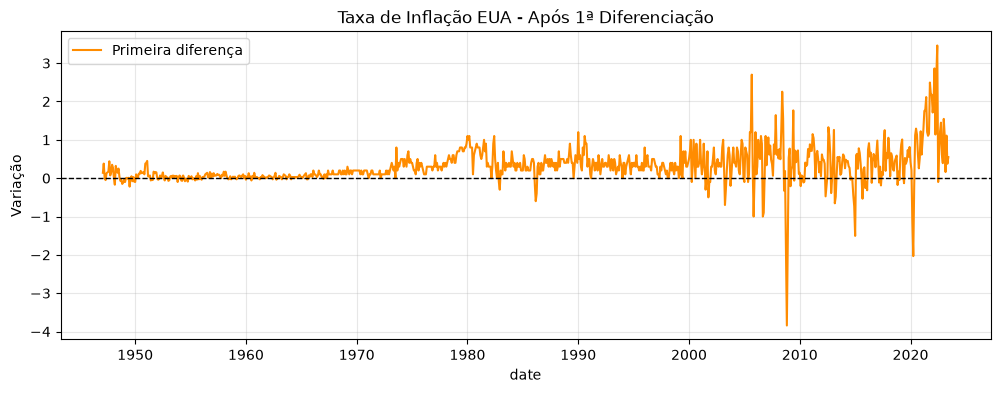 Taxa de Inflação EUA - Após 1ª Diferenciação
Primeira diferença
Variação
3
2
1
0
−1
−2
−3
−4
1950 1960 1970 1980 1990 2000 2010 2020
date